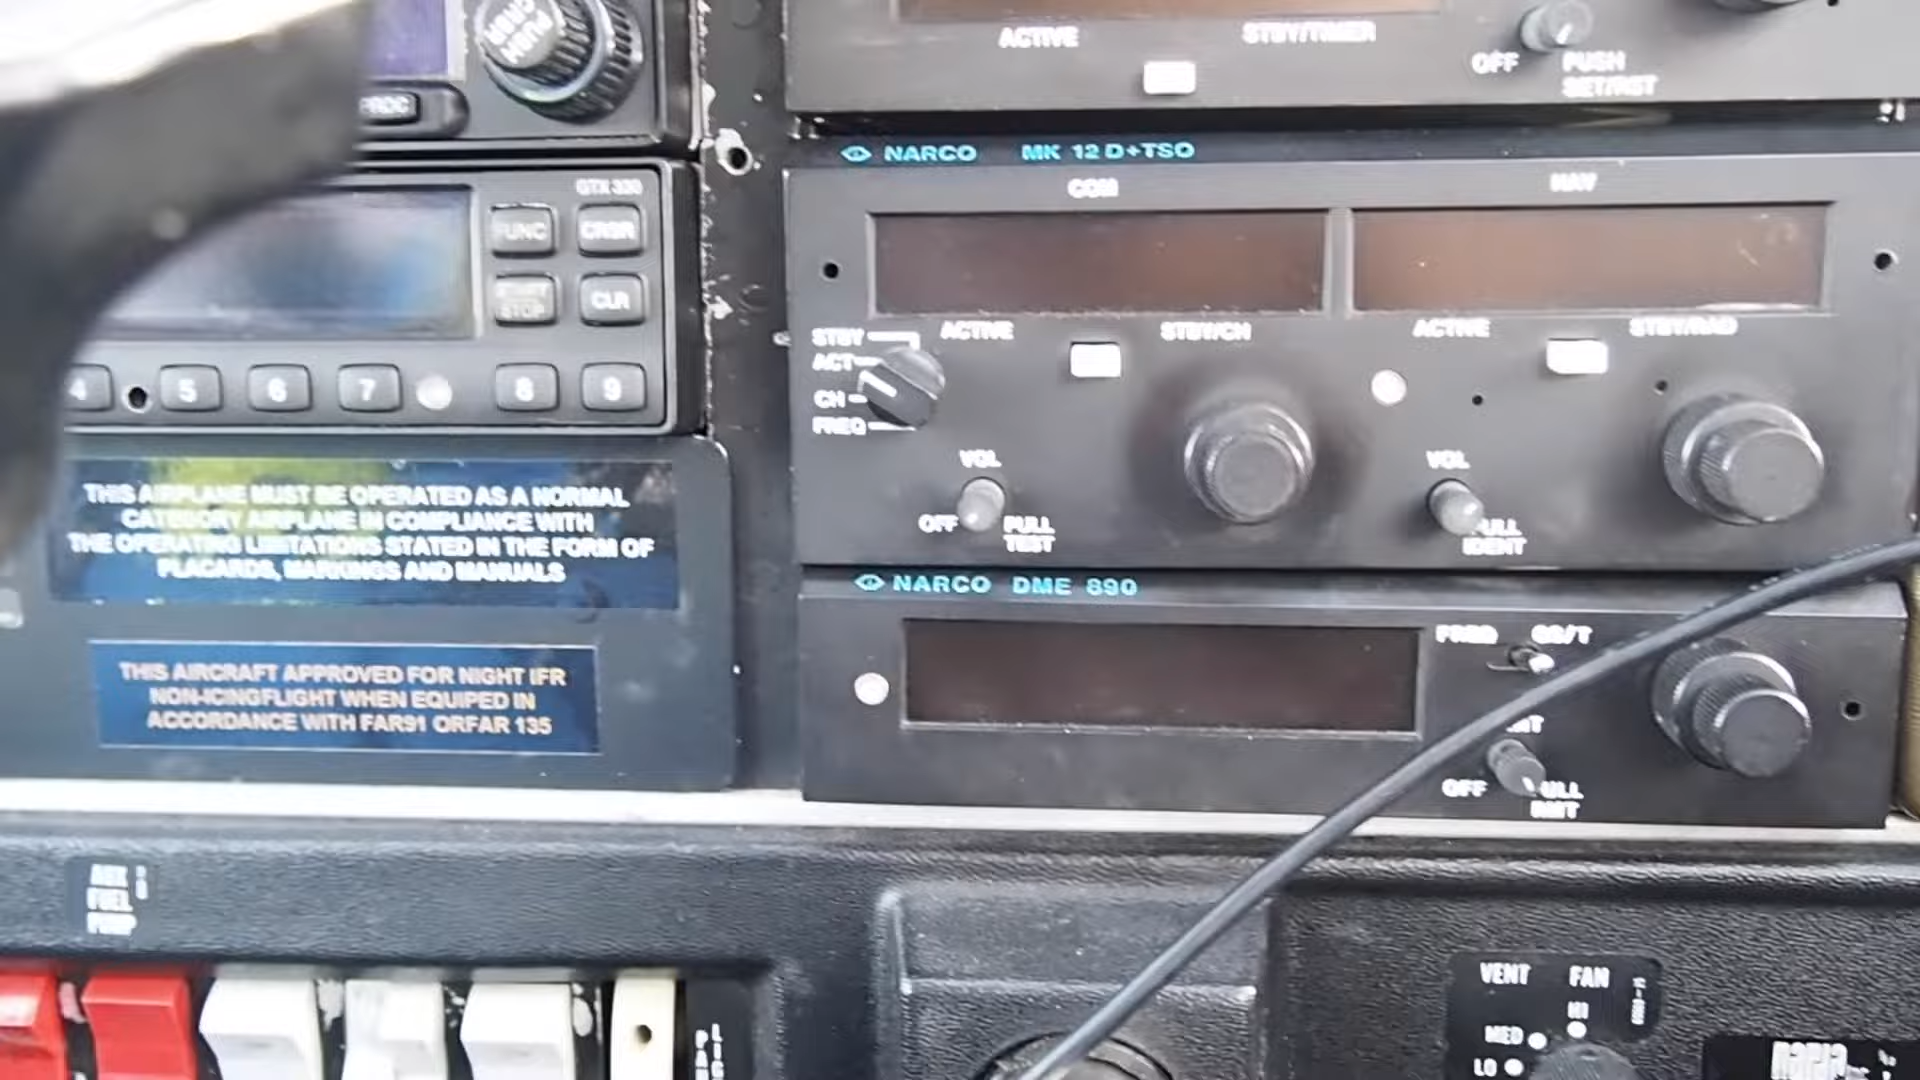 PUSH
CRSR
PROC
ACTIVE
STBY/TIMER
OFF
PUSH
SET/RST
NARCO MK 12 D+TSO
COM
NAV
GTX 330
FUNC
CRSR
START
STOP
CLR
4
5
6
7
8
9
STBY
ACT
CH
FREQ
ACTIVE
STBY/CH
ACTIVE
STBY/RAD
VOL
OFF
PULL
TEST
VOL
IDENT
THIS AIRPLANE MUST BE OPERATED AS A NORMAL
CATEGORY AIRPLANE IN COMPLIANCE WITH
THE OPERATING LIMITATIONS STATED IN THE FORM OF
PLACARDS, MARKINGS AND MANUALS
NARCO DME 890
FREQ
GS/T
OFF
THIS AIRCRAFT APPROVED FOR NIGHT IFR
NON-ICINGFLIGHT WHEN EQUIPED IN
ACCORDANCE WITH FAR91 ORFAR 135
AUX
FUEL
PUMP
VENT
FAN
HI
MED
LO